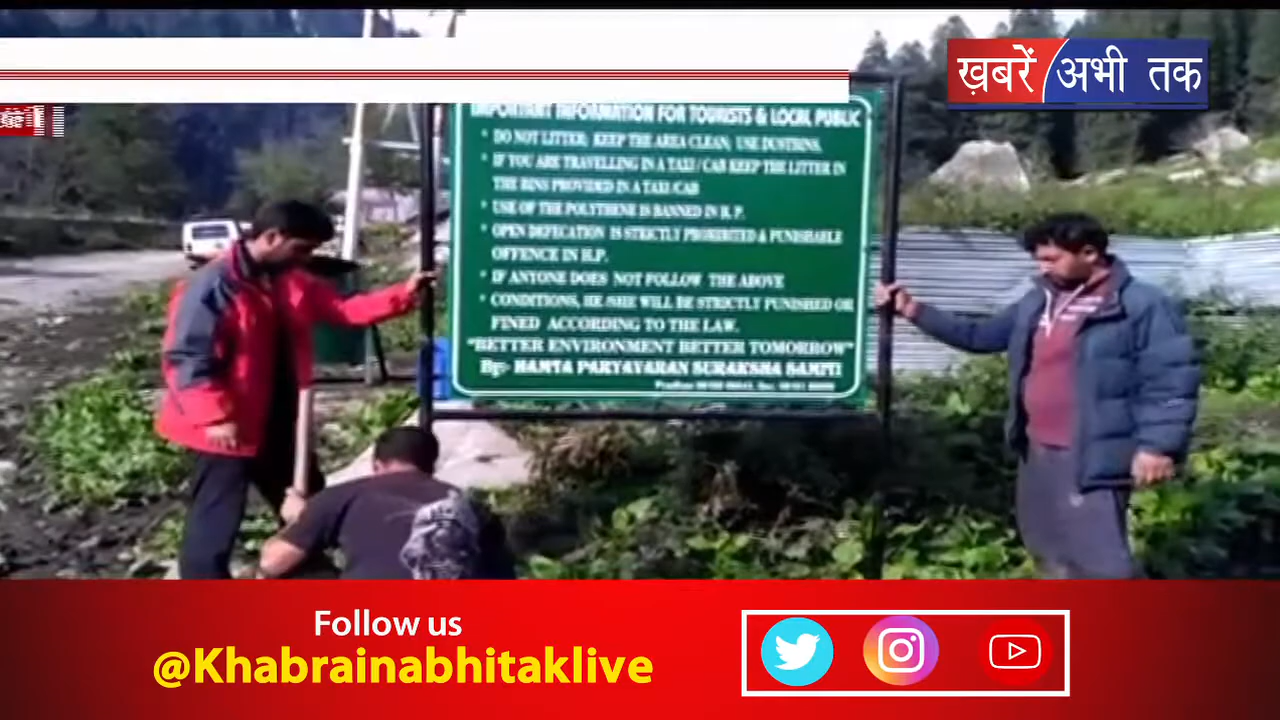 ख़बरें अभी तक
IMPORTANT INFORMATION FOR TOURISTS & LOCAL PUBLIC
* DO NOT LITTER; KEEP THE AREA CLEAN; USE DUSTBINS.
* IF YOU ARE TRAVELLING IN A TAXI/CAB KEEP THE LITTER IN
THE BINS PROVIDED IN A TAXI/CAB
* USE OF THE POLYTHENE IS BANNED IN H.P.
* OPEN DEFECATION IS STRICTLY PROHIBITED & PUNISHABLE
OFFENCE IN H.P.
* IF ANYONE DOES NOT FOLLOW THE ABOVE
* CONDITIONS, HE/SHE WILL BE STRICTLY PUNISHED OR
FINED ACCORDING TO THE LAW.
"BETTER ENVIRONMENT BETTER TOMORROW"
By:- HAMTA PARYAVARAN SURAKSHA SAMITI
Follow us
@Khabrainabhitaklive